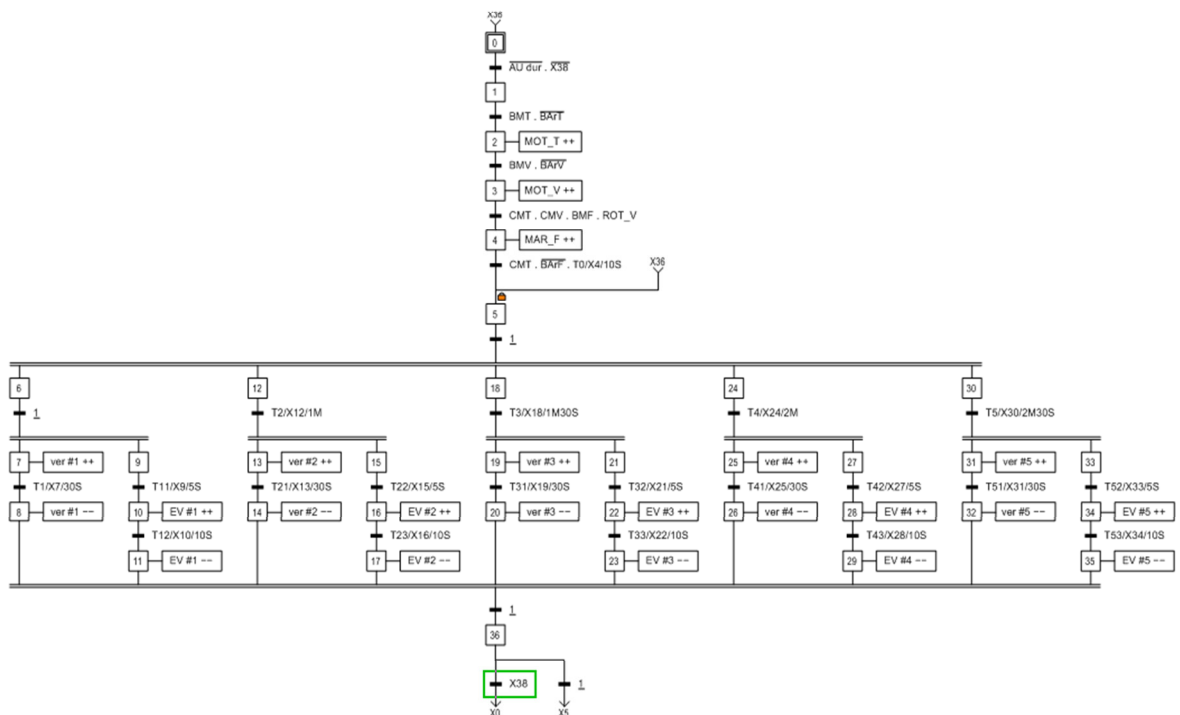 X36
0
AU dur . X38
1
BMT . BArT
2 MOT_T ++
BMV . BArV
3 MOT_V ++
CMT . CMV . BMF . ROT_V
4 MAR_F ++
CMT . BArF . T0/X4/10S X36
5
1
6 12 18 24 30
1 T2/X12/1M T3/X18/1M30S T4/X24/2M T5/X30/2M30S
7 ver #1 ++ 9 13 ver #2 ++ 15 19 ver #3 ++ 21 25 ver #4 ++ 27 31 ver #5 ++ 33
T1/X7/30S T11/X9/5S T21/X13/30S T22/X15/5S T31/X19/30S T32/X21/5S T41/X25/30S T42/X27/5S T51/X31/30S T52/X33/5S
8 ver #1 -- 10 EV #1 ++ 14 ver #2 -- 16 EV #2 ++ 20 ver #3 -- 22 EV #3 ++ 26 ver #4 -- 28 EV #4 ++ 32 ver #5 -- 34 EV #5 ++
T12/X10/10S T23/X16/10S T33/X22/10S T43/X28/10S T53/X34/10S
11 EV #1 -- 17 EV #2 -- 23 EV #3 -- 29 EV #4 -- 35 EV #5 --
1
36
X38 1
X0 X5